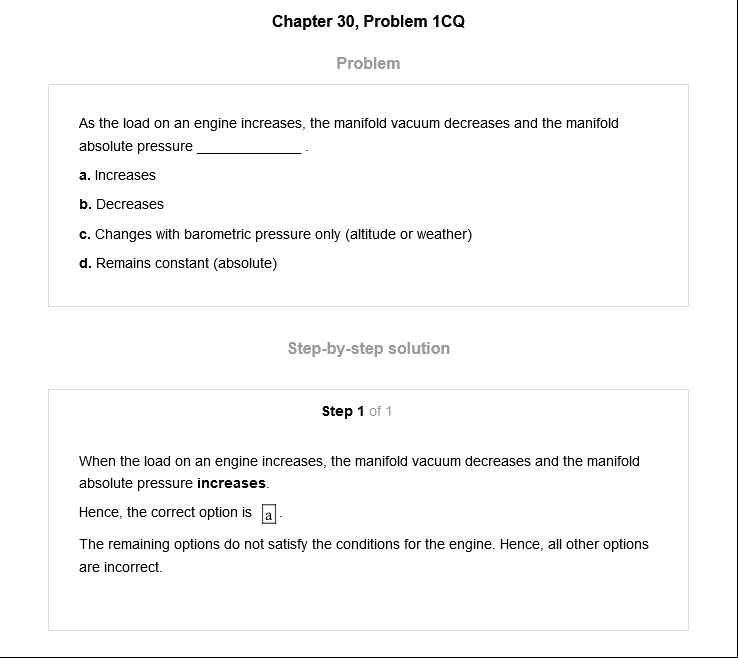 Chapter 30, Problem 1CQ
Problem
As the load on an engine increases, the manifold vacuum decreases and the manifold
absolute pressure ______________ .
a. Increases
b. Decreases
c. Changes with barometric pressure only (altitude or weather)
d. Remains constant (absolute)
Step-by-step solution
Step 1 of 1
When the load on an engine increases, the manifold vacuum decreases and the manifold
absolute pressure increases.
Hence, the correct option is a .
The remaining options do not satisfy the conditions for the engine. Hence, all other options
are incorrect.